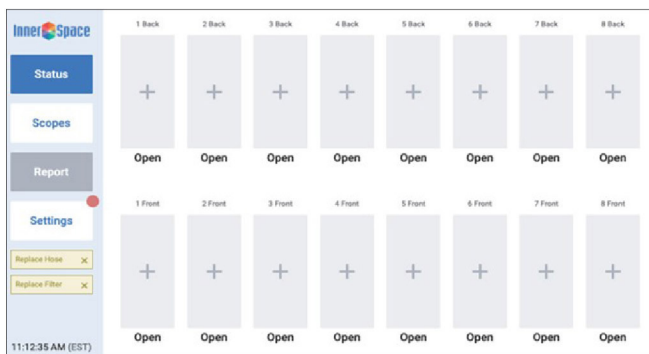 InnerSpace
Status
Scopes
Report
Settings
Replace Hose ×
Replace Filter ×
11:12:35 AM (EST)
1 Back 2 Back 3 Back 4 Back 5 Back 6 Back 7 Back 8 Back
+ + + + + + + +
Open Open Open Open Open Open Open Open
1 Front 2 Front 3 Front 4 Front 5 Front 6 Front 7 Front 8 Front
+ + + + + + + +
Open Open Open Open Open Open Open Open